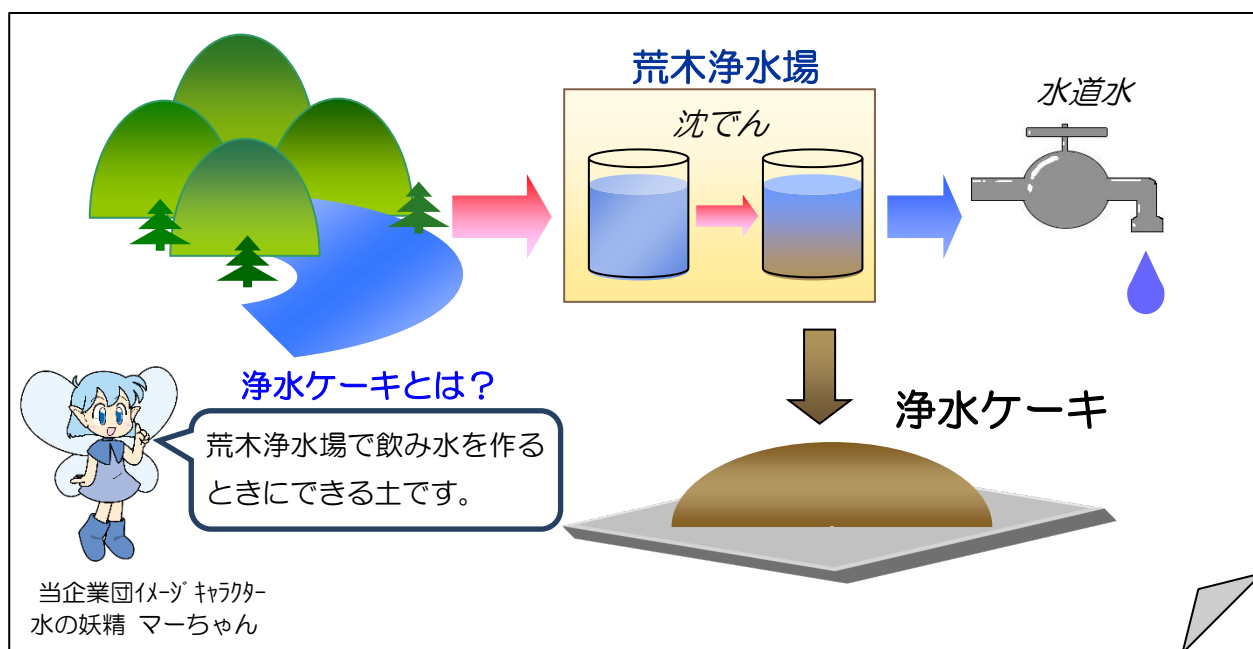 荒木浄水場
沈でん
水道水
浄水ケーキとは？
荒木浄水場で飲み水を作る
ときにできる土です。
浄水ケーキ
当企業団ｲﾒｰｼﾞｷｬﾗｸﾀｰ
水の妖精 マーちゃん